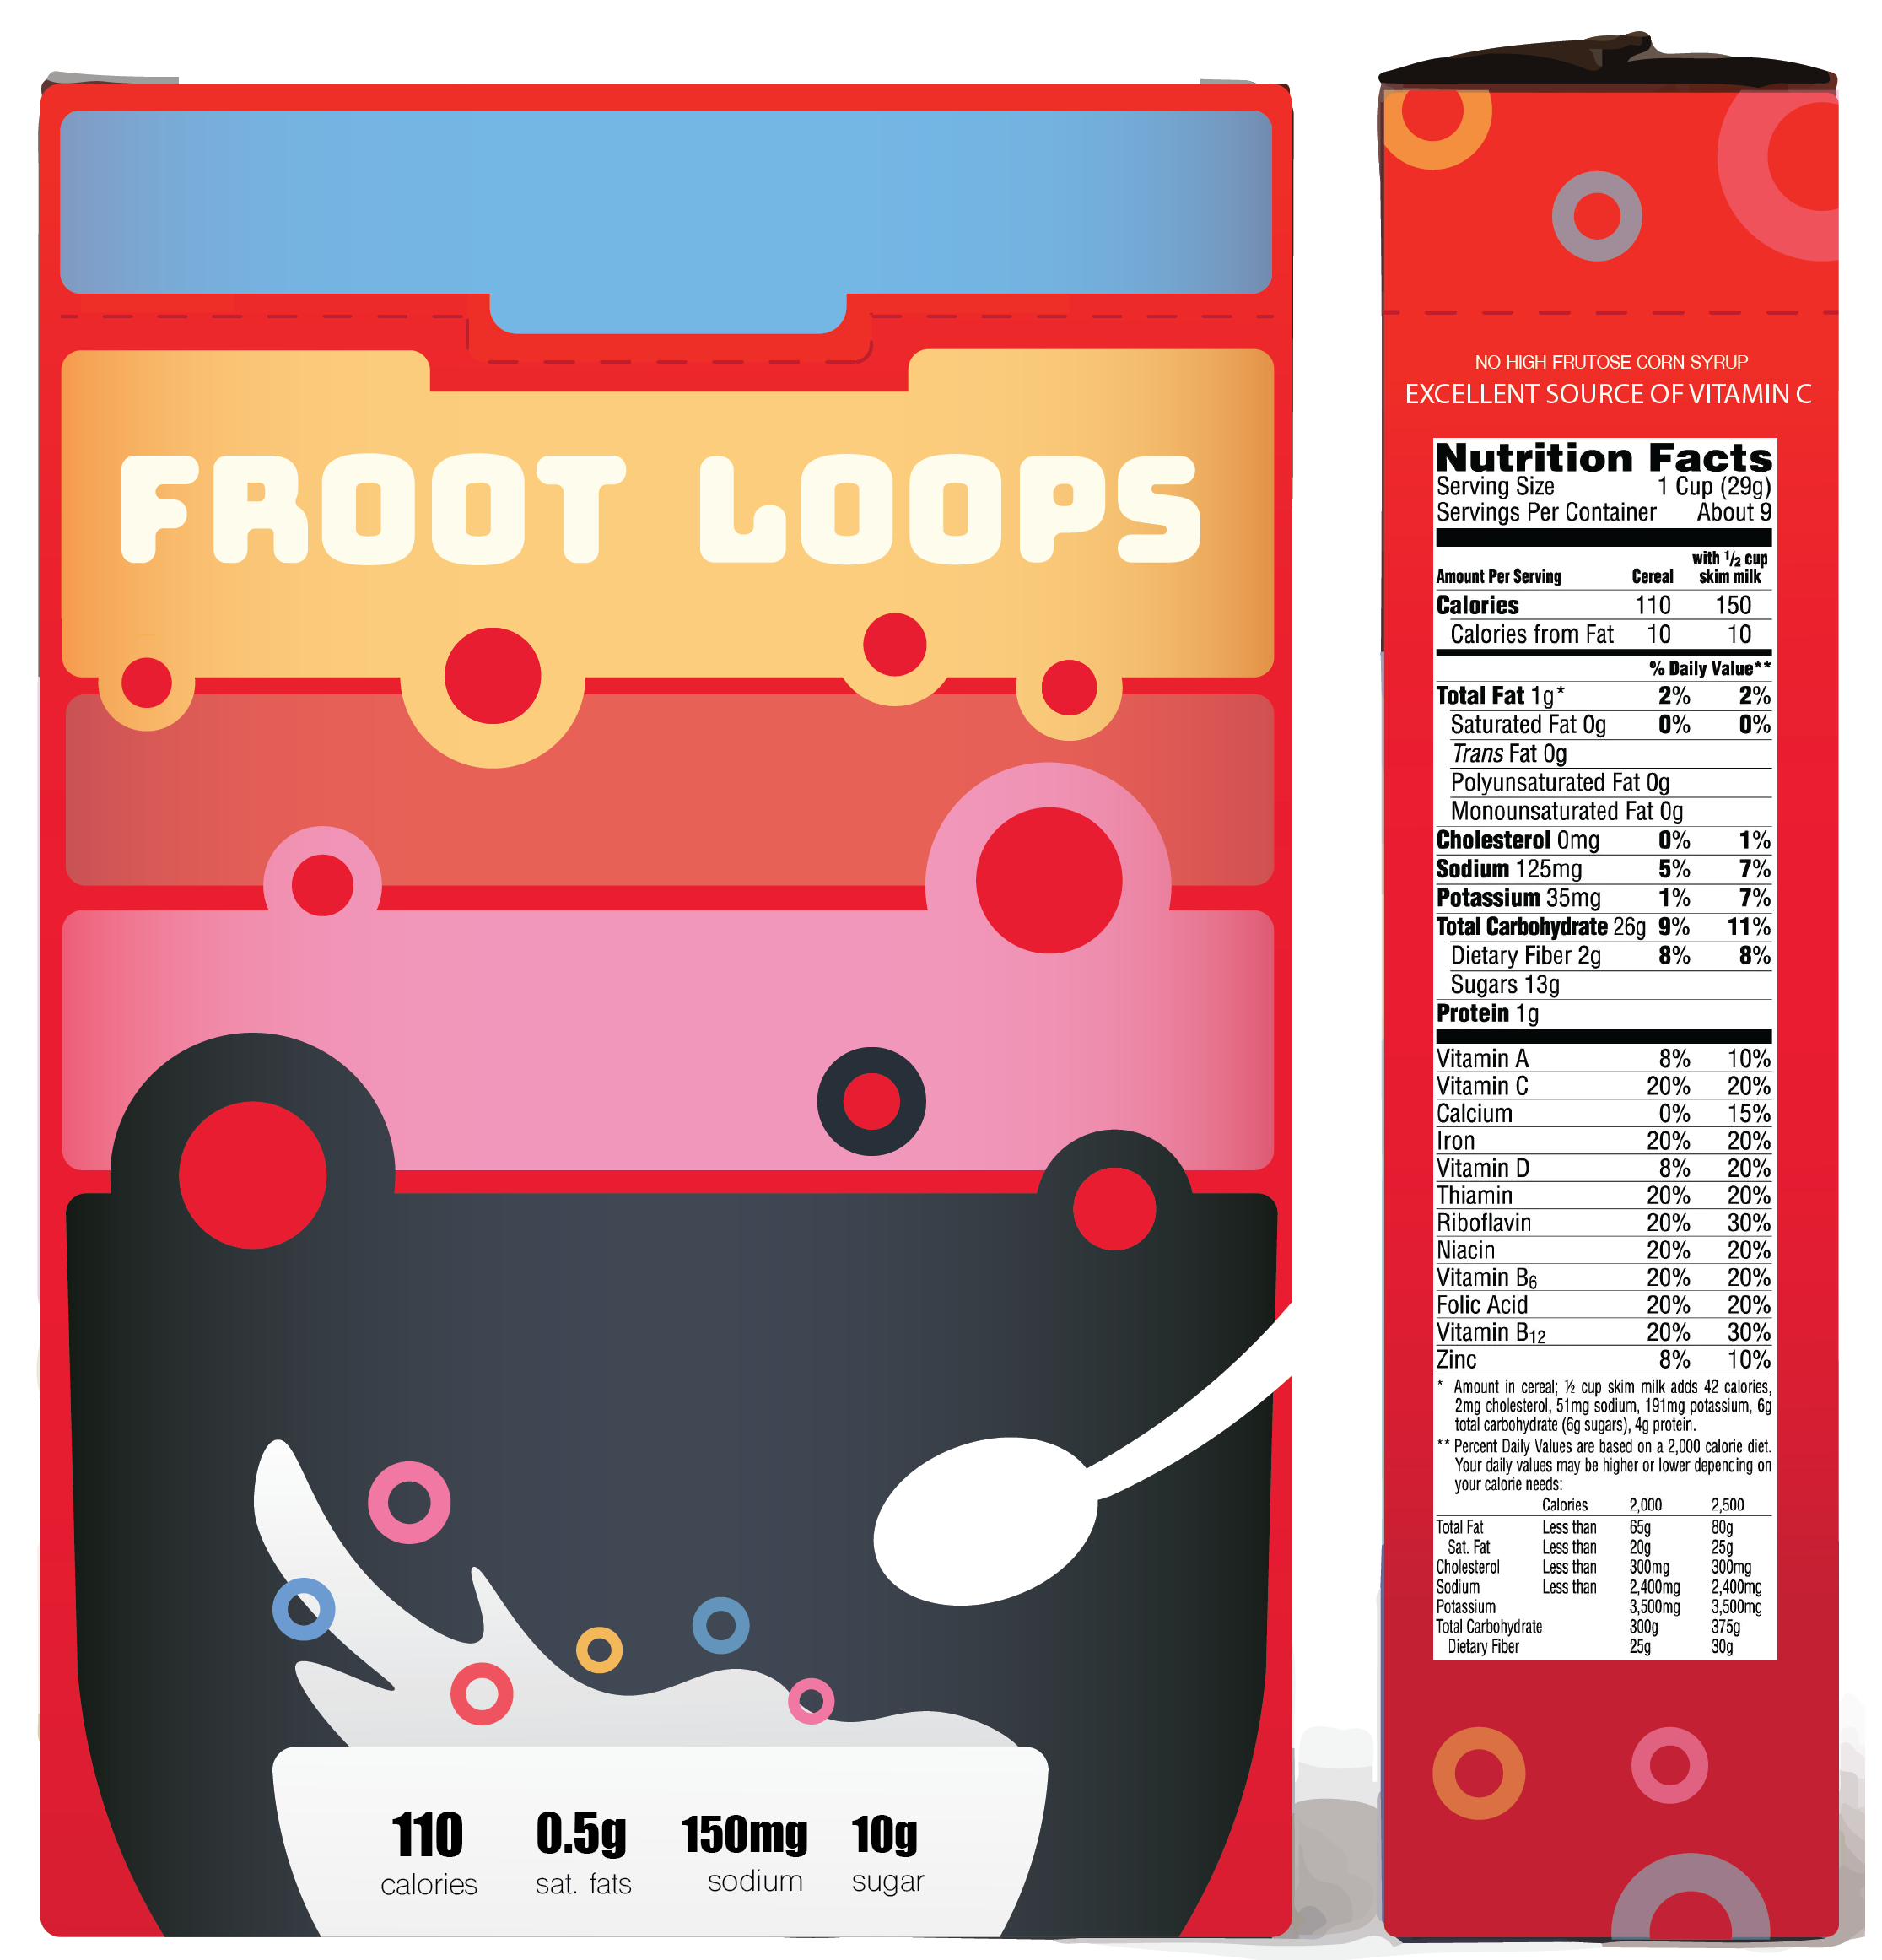 FROOT LOOPS
110 0.5g 150mg 10g
calories sat. fats sodium sugar
NO HIGH FRUTOSE CORN SYRUP
EXCELLENT SOURCE OF VITAMIN C
Nutrition Facts
Serving Size 1 Cup (29g)
Servings Per Container About 9
Amount Per Serving Cereal with ½ cup skim milk
Calories 110 150
Calories from Fat 10 10
% Daily Value**
Total Fat 1g* 2% 2%
Saturated Fat 0g 0% 0%
Trans Fat 0g
Polyunsaturated Fat 0g
Monounsaturated Fat 0g
Cholesterol 0mg 0% 1%
Sodium 125mg 5% 7%
Potassium 35mg 1% 7%
Total Carbohydrate 26g 9% 11%
Dietary Fiber 2g 8% 8%
Sugars 13g
Protein 1g
Vitamin A 8% 10%
Vitamin C 20% 20%
Calcium 0% 15%
Iron 20% 20%
Vitamin D 8% 20%
Thiamin 20% 20%
Riboflavin 20% 30%
Niacin 20% 20%
Vitamin B6 20% 20%
Folic Acid 20% 20%
Vitamin B12 20% 30%
Zinc 8% 10%
* Amount in cereal; ½ cup skim milk adds 42 calories,
2mg cholesterol, 51mg sodium, 191mg potassium, 6g
total carbohydrate (6g sugars), 4g protein.
** Percent Daily Values are based on a 2,000 calorie diet.
Your daily values may be higher or lower depending on
your calorie needs:
Calories 2,000 2,500
Total Fat Less than 65g 80g
Sat. Fat Less than 20g 25g
Cholesterol Less than 300mg 300mg
Sodium Less than 2,400mg 2,400mg
Potassium 3,500mg 3,500mg
Total Carbohydrate 300g 375g
Dietary Fiber 25g 30g